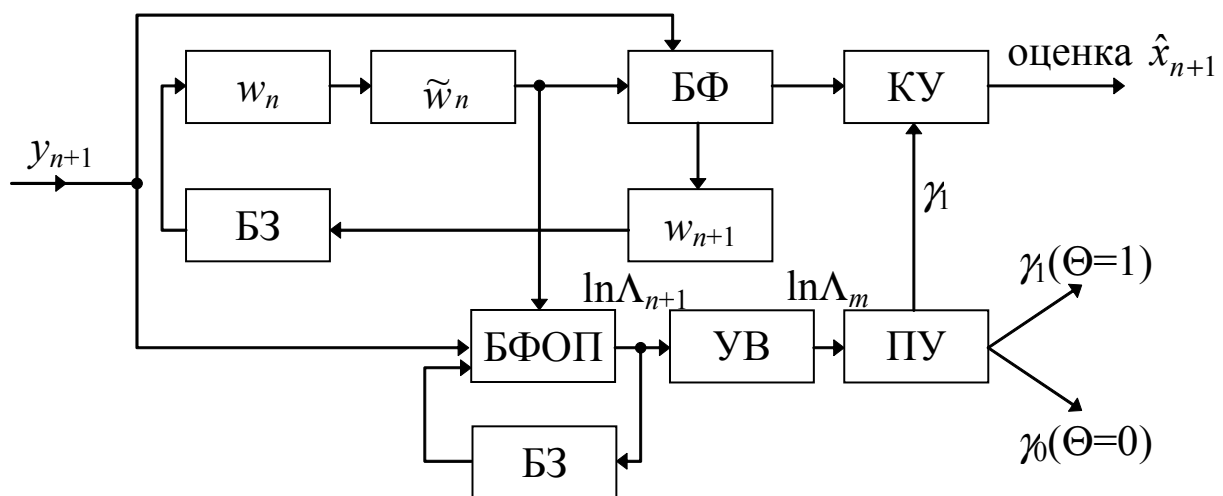 оценка x̂ₙ₊₁
wₙ
w̃ₙ
БФ
КУ
yₙ₊₁
БЗ
wₙ₊₁
γ₁
lnΛₙ₊₁
lnΛₘ
γ₁(Θ=1)
БФОП
УВ
ПУ
БЗ
γ₀(Θ=0)